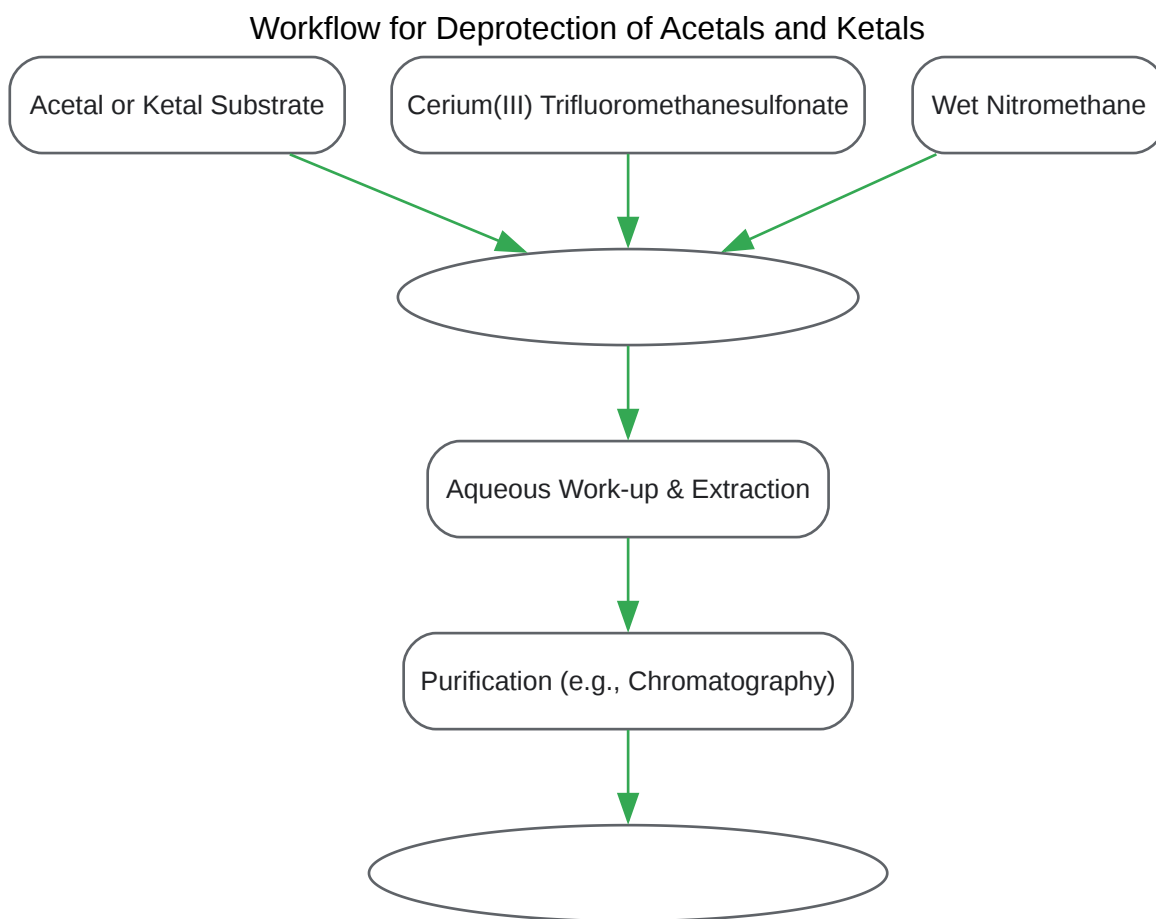 Workflow for Deprotection of Acetals and Ketals
Acetal or Ketal Substrate
Cerium(III) Trifluoromethanesulfonate
Wet Nitromethane
Aqueous Work-up & Extraction
Purification (e.g., Chromatography)